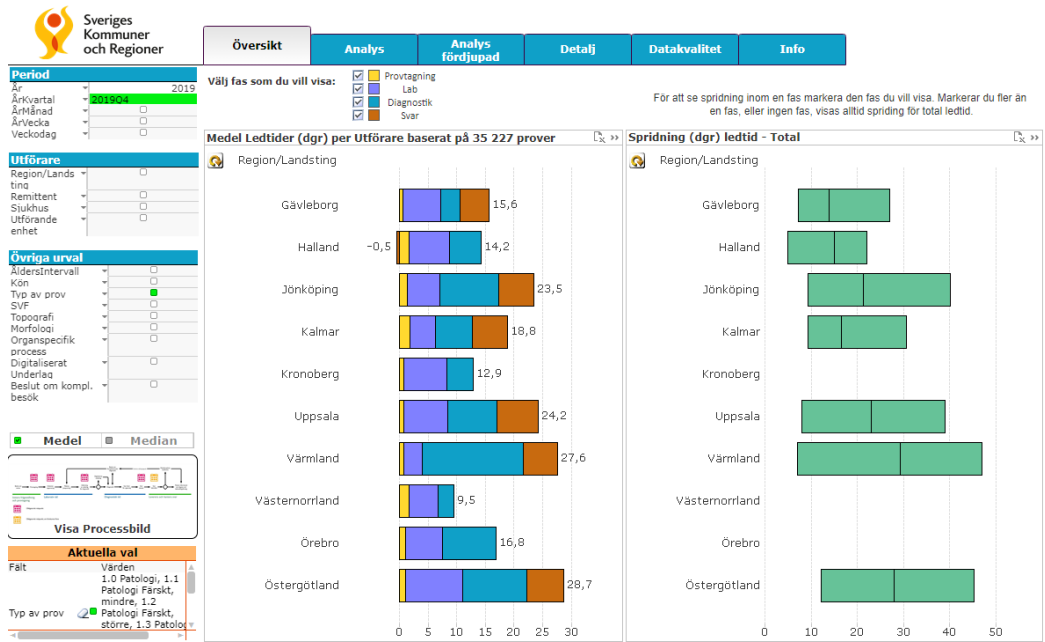 Sveriges
Kommuner
och Regioner
Översikt
Analys
Analys
fördjupad
Detalj
Datakvalitet
Info
Period
År 2019
ÅrKvartal 2019Q4
ÅrMånad
ÅrVecka
Veckodag
Utförare
Region/Lands
ting
Remittent
Sjukhus
Utförande
enhet
Övriga urval
ÅldersIntervall
Kön
Typ av prov
SVF
Topografi
Morfologi
Organspecifik
process
Digitaliserat
Underlag
Beslut om kompl.
besök
Medel
Median
Visa Processbild
Aktuella val
Fält Värden
1.0 Patologi, 1.1
Patologi Färskt,
mindre, 1.2
Typ av prov Patologi Färskt,
större, 1.3 Patolog
Välj fas som du vill visa:
Provtagning
Lab
Diagnostik
Svar
För att se spridning inom en fas markera den fas du vill visa. Markerar du fler än
en fas, eller ingen fas, visas alltid spriding för total ledtid.
Medel Ledtider (dgr) per Utförare baserat på 35 227 prover
Region/Landsting
Gävleborg 15,6
Halland -0,5 14,2
Jönköping 23,5
Kalmar 18,8
Kronoberg 12,9
Uppsala 24,2
Värmland 27,6
Västernorrland 9,5
Örebro 16,8
Östergötland 28,7
0 5 10 15 20 25 30
Spridning (dgr) ledtid - Total
Region/Landsting
Gävleborg
Halland
Jönköping
Kalmar
Kronoberg
Uppsala
Värmland
Västernorrland
Örebro
Östergötland
0 10 20 30 40 50